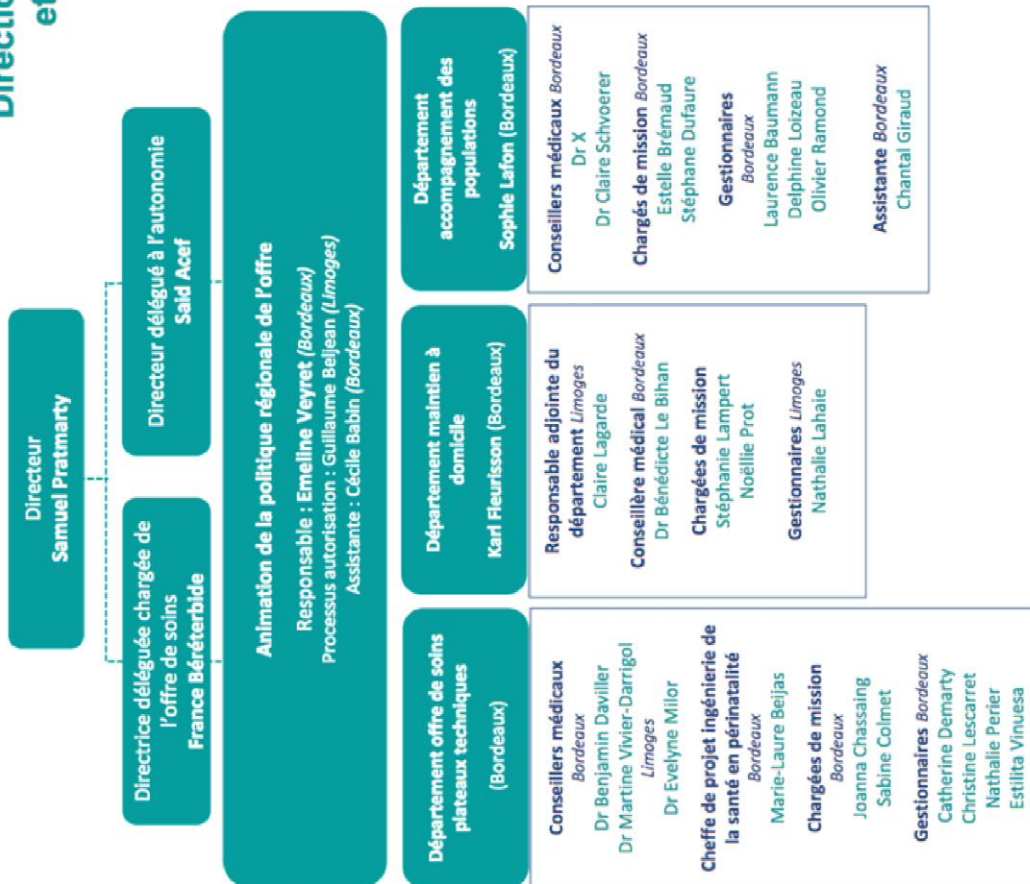 Directio
et
Directeur
Samuel Pratmarty
Directrice déléguée chargée de
l'offre de soins
France Béréterbide
Directeur délégué à l'autonomie
Said Acef
Animation de la politique régionale de l'offre
Responsable : Emeline Veyret (Bordeaux)
Processus autorisation : Guillaume Beljean (Limoges)
Assistante : Cécile Babin (Bordeaux)
Département offre de soins
plateaux techniques
(Bordeaux)
Conseillers médicaux
Bordeaux
Dr Benjamin Daviller
Dr Martine Vivier-Darrigol
Limoges
Dr Evelyne Milor
Cheffe de projet ingénierie de
la santé en périnatalité
Bordeaux
Marie-Laure Beijas
Chargées de mission
Bordeaux
Joanna Chassaing
Sabine Colmet
Gestionnaires Bordeaux
Catherine Demarty
Christine Lescarret
Nathalie Perier
Estilita Vinuesa
Département maintien à
domicile
Karl Fleurisson (Bordeaux)
Responsable adjointe du
département Limoges
Claire Lagarde
Conseillère médical Bordeaux
Dr Bénédicte Le Bihan
Chargées de mission
Stéphanie Lampert
Noëllie Prot
Gestionnaires Limoges
Nathalie Lahaie
Département
accompagnement des
populations
Sophie Lafon (Bordeaux)
Conseillers médicaux Bordeaux
Dr X
Dr Claire Schvoerer
Chargés de mission Bordeaux
Estelle Brémaud
Stéphane Dufaure
Gestionnaires
Bordeaux
Laurence Baumann
Delphine Loizeau
Olivier Ramond
Assistante Bordeaux
Chantal Giraud